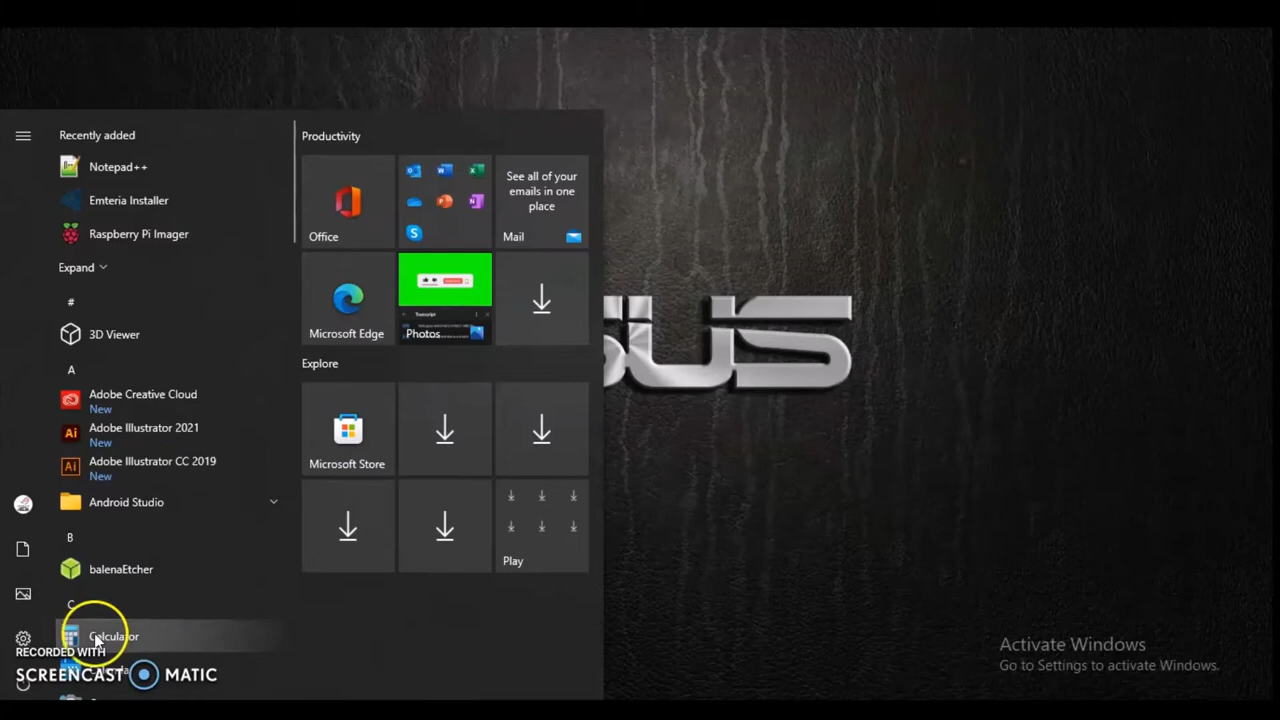 Recently added
Notepad++
Emteria Installer
Raspberry Pi Imager
Expand
#
3D Viewer
A
Adobe Creative Cloud
New
Adobe Illustrator 2021
New
Adobe Illustrator CC 2019
New
Android Studio
B
balenaEtcher
C
Calculator
Productivity
Office
See all of your
emails in one
place
Mail
Microsoft Edge
Photos
Explore
Microsoft Store
Play
Activate Windows
Go to Settings to activate Windows.
RECORDED WITH
SCREENCAST MATIC